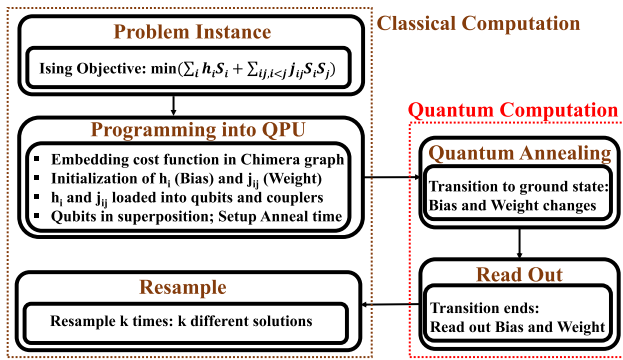 Problem Instance
Classical Computation
Ising Objective: min(∑ᵢ hᵢSᵢ + ∑ᵢⱼ,ᵢ<ⱼ jᵢⱼSᵢSⱼ)
Programming into QPU
▪ Embedding cost function in Chimera graph
▪ Initialization of hᵢ (Bias) and jᵢⱼ (Weight)
▪ hᵢ and jᵢⱼ loaded into qubits and couplers
▪ Qubits in superposition; Setup Anneal time
Quantum Computation
Quantum Annealing
Transition to ground state:
Bias and Weight changes
Read Out
Transition ends:
Read out Bias and Weight
Resample
Resample k times: k different solutions